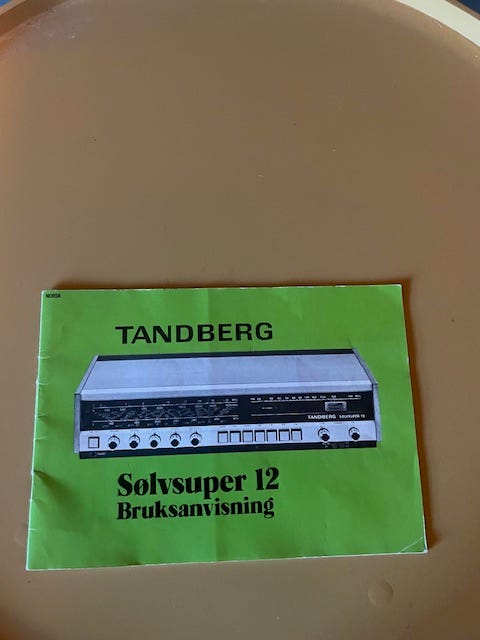 NORSK
TANDBERG
TANDBERG SØLVSUPER 12
Sølvsuper 12
Bruksanvisning